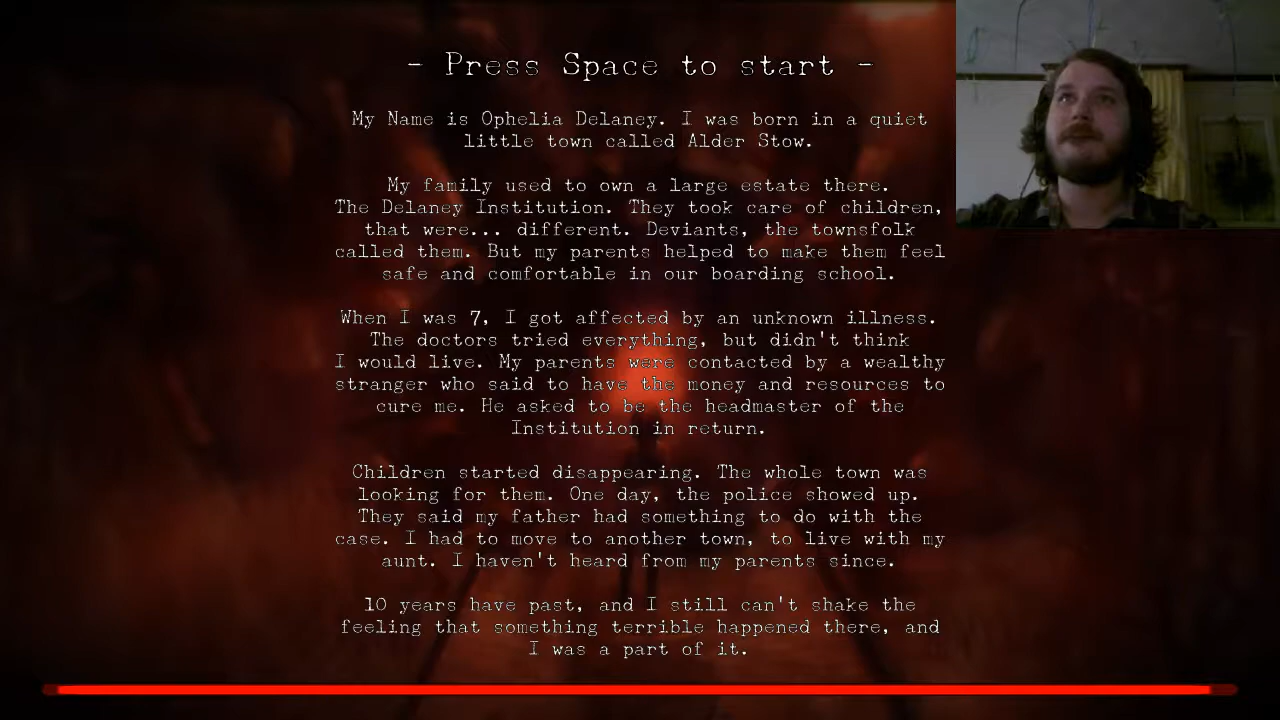 - Press Space to start -
My Name is Ophelia Delaney. I was born in a quiet
little town called Alder Stow.
My family used to own a large estate there.
The Delaney Institution. They took care of children,
that were... different. Deviants, the townsfolk
called them. But my parents helped to make them feel
safe and comfortable in our boarding school.
When I was 7, I got affected by an unknown illness.
The doctors tried everything, but didn't think
I would live. My parents were contacted by a wealthy
stranger who said to have the money and resources to
cure me. He asked to be the headmaster of the
Institution in return.
Children started disappearing. The whole town was
looking for them. One day, the police showed up.
They said my father had something to do with the
case. I had to move to another town, to live with my
aunt. I haven't heard from my parents since.
10 years have past, and I still can't shake the
feeling that something terrible happened there, and
I was a part of it.